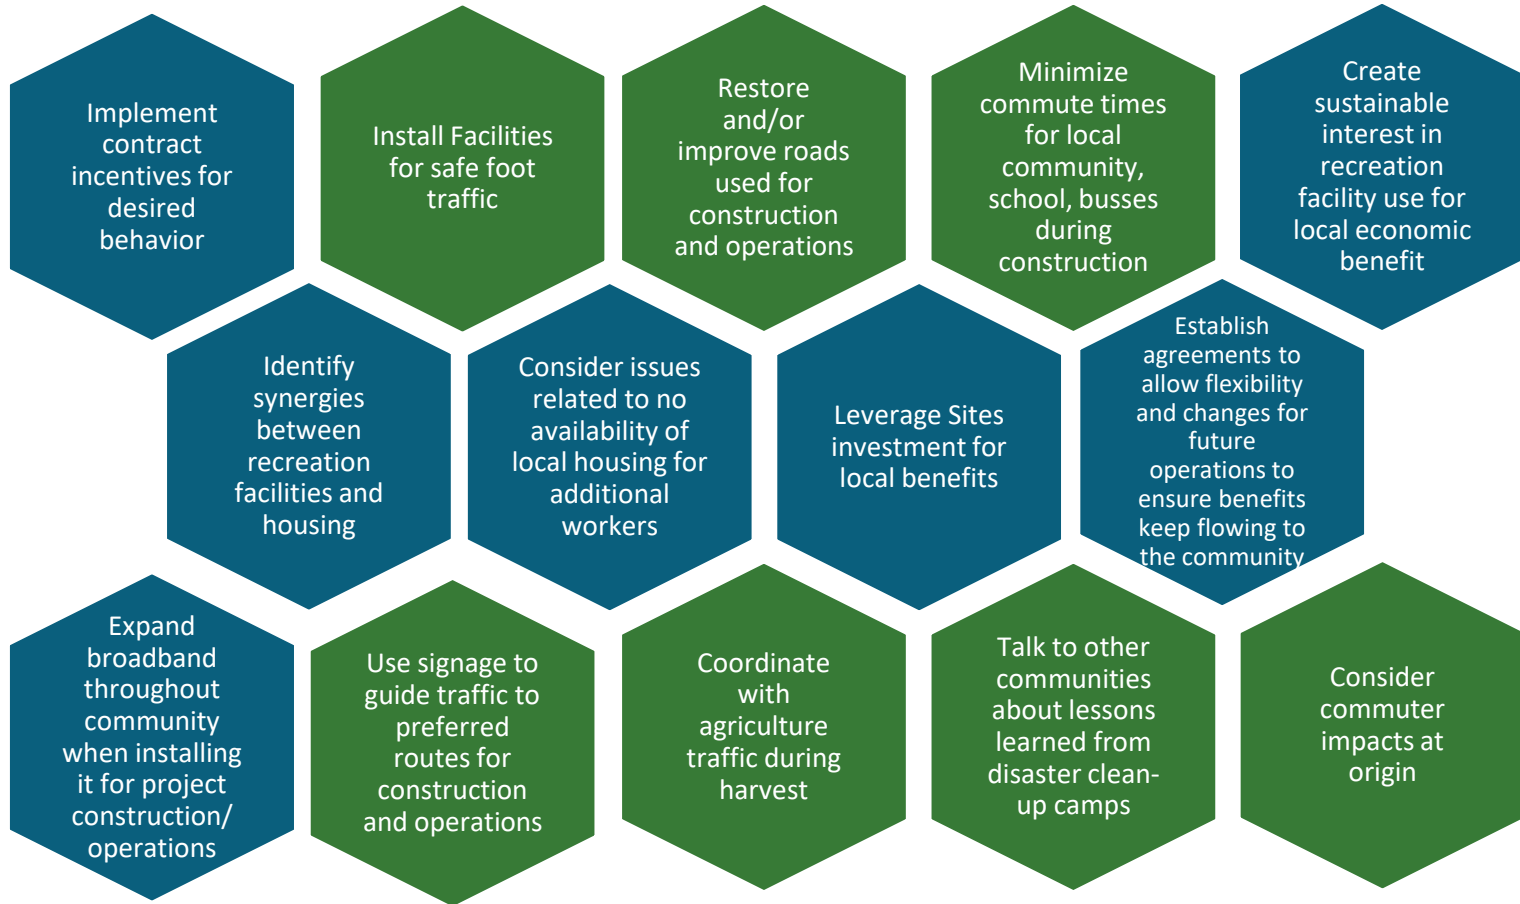 Implement
contract
incentives for
desired
behavior
Install Facilities
for safe foot
traffic
Restore
and/or
improve roads
used for
construction
and operations
Minimize
commute times
for local
community,
school, busses
during
construction
Create
sustainable
interest in
recreation
facility use for
local economic
benefit
Identify
synergies
between
recreation
facilities and
housing
Consider issues
related to no
availability of
local housing for
additional
workers
Leverage Sites
investment for
local benefits
Establish
agreements to
allow flexibility
and changes for
future
operations to
ensure benefits
keep flowing to
the community
Expand
broadband
throughout
community
when installing
it for project
construction/
operations
Use signage to
guide traffic to
preferred
routes for
construction
and operations
Coordinate
with
agriculture
traffic during
harvest
Talk to other
communities
about lessons
learned from
disaster clean-
up camps
Consider
commuter
impacts at
origin